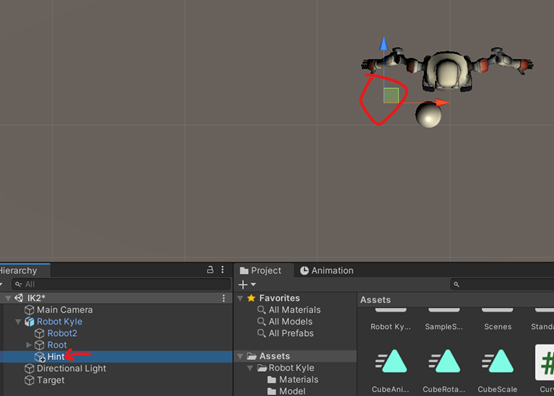 Hierarchy
Project
Animation
All
IK2*
Main Camera
Robot Kyle
Robot2
Root
Hint
Directional Light
Target
Favorites
All Materials
All Models
All Prefabs
Assets
Robot Kyle
Materials
Model
Assets
Robot Ky...
SampleS...
Scenes
Standa
CubeAni...
CubeRota...
CubeScale
Cur
#